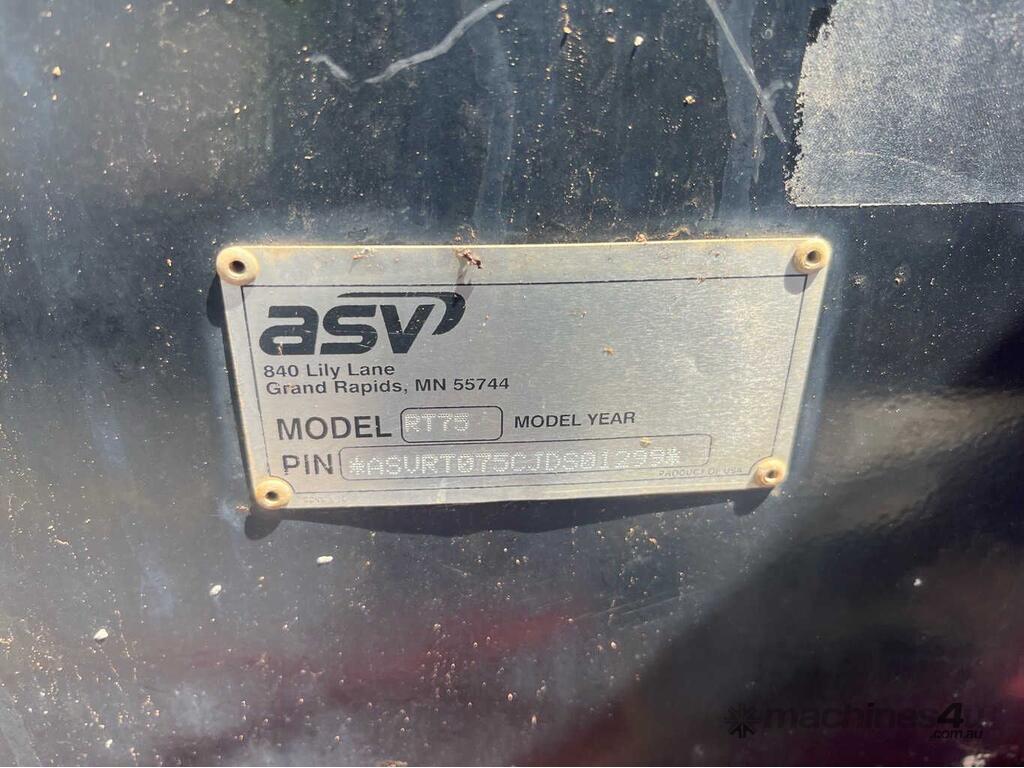 asv
840 Lily Lane
Grand Rapids, MN 55744
MODEL RT75 MODEL YEAR
PIN *ASVRT075CJDS01299*
PRODUCT OF USA
machines4u
.com.au